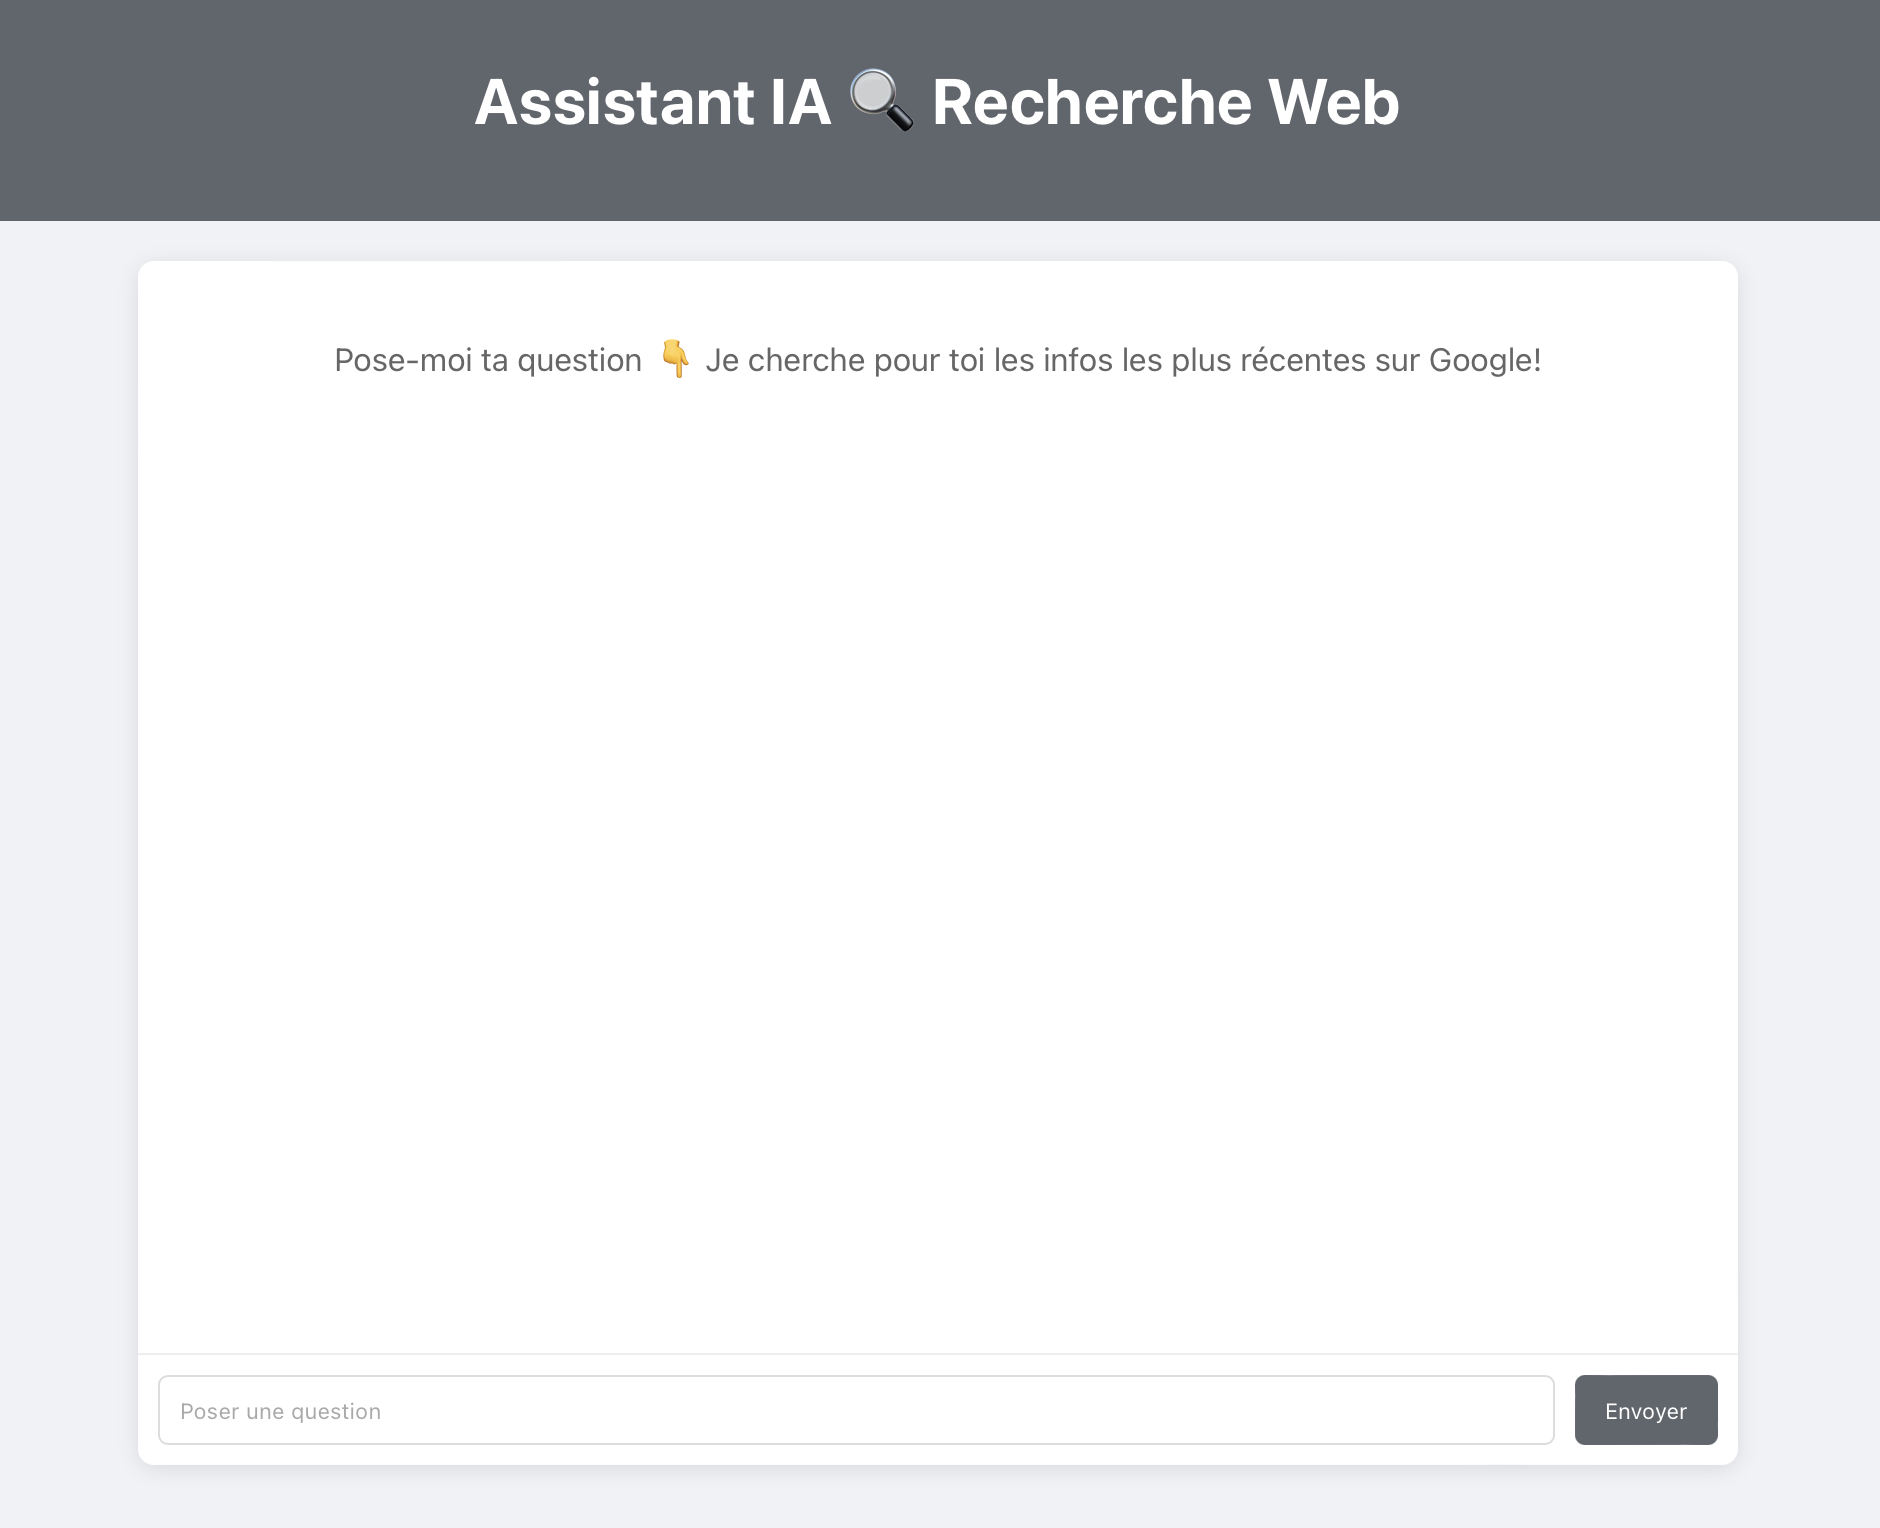 Assistant IA 🔍 Recherche Web
Pose-moi ta question 👇 Je cherche pour toi les infos les plus récentes sur Google!
Poser une question
Envoyer